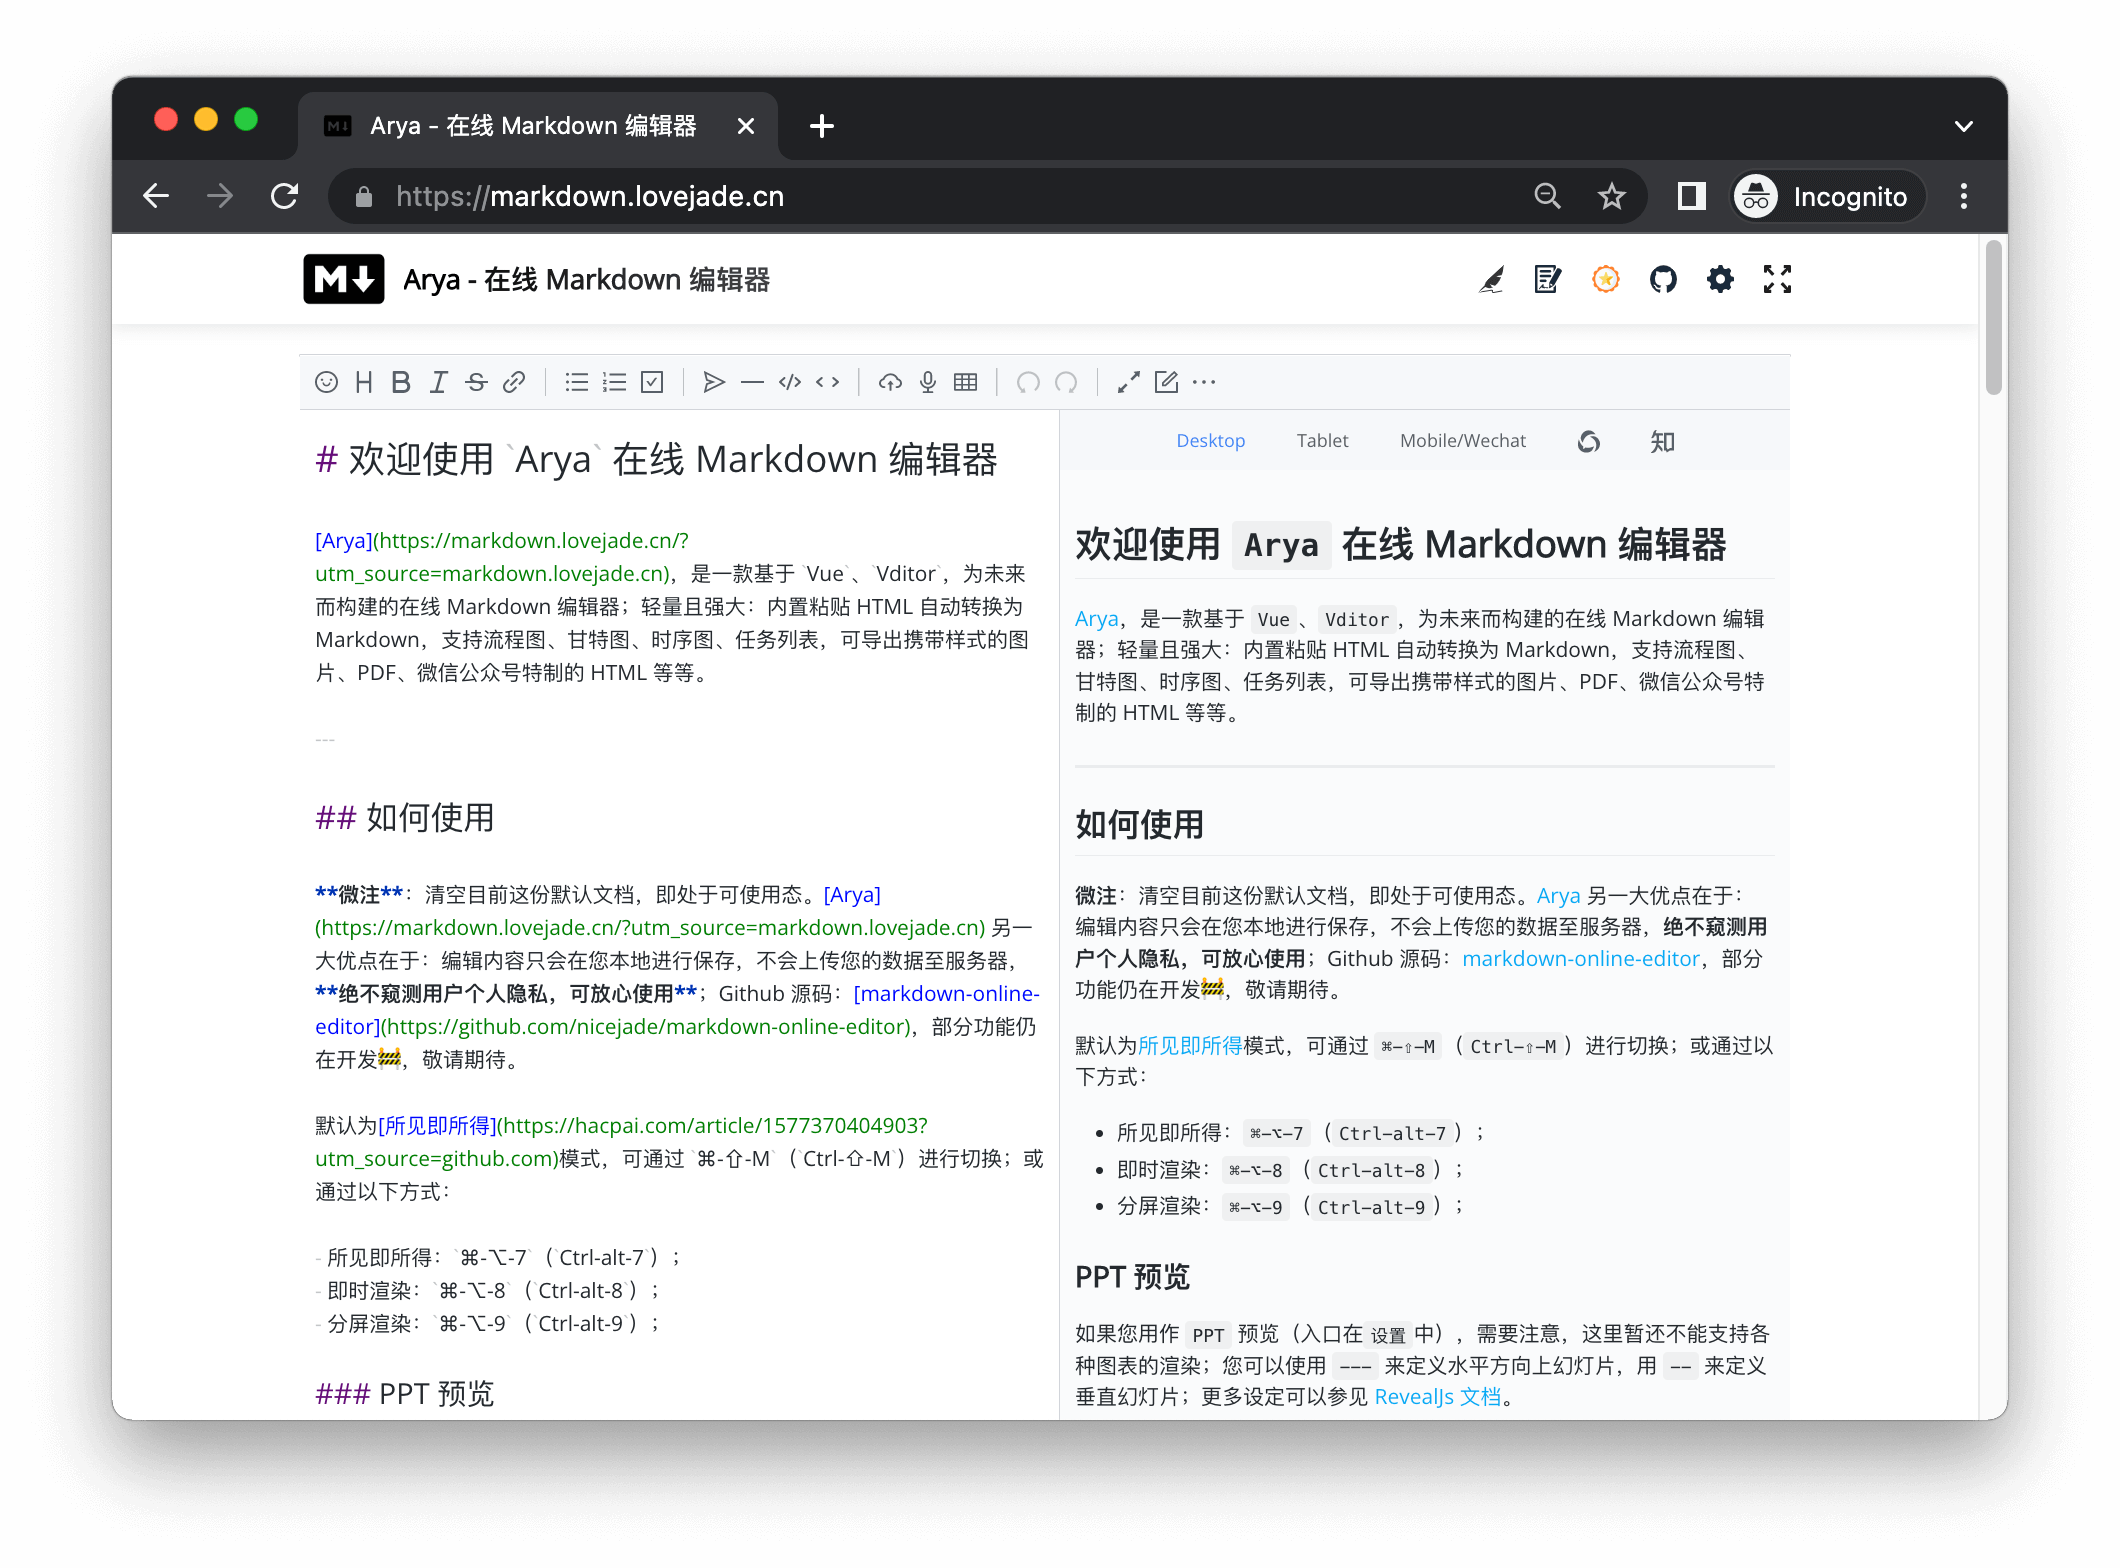 Arya - 在线 Markdown 编辑器
https://markdown.lovejade.cn
Incognito
M↓ Arya - 在线 Markdown 编辑器
# 欢迎使用 `Arya` 在线 Markdown 编辑器
[Arya](https://markdown.lovejade.cn/?
utm_source=markdown.lovejade.cn)，是一款基于 `Vue`、`Vditor`，为未来
而构建的在线 Markdown 编辑器；轻量且强大：内置粘贴 HTML 自动转换为
Markdown，支持流程图、甘特图、时序图、任务列表，可导出携带样式的图
片、PDF、微信公众号特制的 HTML 等等。
---
## 如何使用
**微注**：清空目前这份默认文档，即处于可使用态。[Arya]
(https://markdown.lovejade.cn/?utm_source=markdown.lovejade.cn) 另一
大优点在于：编辑内容只会在您本地进行保存，不会上传您的数据至服务器，
**绝不窥测用户个人隐私，可放心使用**；Github 源码：[markdown-online-
editor](https://github.com/nicejade/markdown-online-editor)，部分功能仍
在开发🚧，敬请期待。
默认为[所见即所得](https://hacpai.com/article/1577370404903?
utm_source=github.com)模式，可通过 `⌘-⇧-M`（`Ctrl-⇧-M`）进行切换；或
通过以下方式：
- 所见即所得：`⌘-⌥-7`（`Ctrl-alt-7`）；
- 即时渲染：`⌘-⌥-8`（`Ctrl-alt-8`）；
- 分屏渲染：`⌘-⌥-9`（`Ctrl-alt-9`）；
### PPT 预览
Desktop Tablet Mobile/Wechat 知
欢迎使用 Arya 在线 Markdown 编辑器
Arya，是一款基于 Vue 、 Vditor ，为未来而构建的在线 Markdown 编辑
器；轻量且强大：内置粘贴 HTML 自动转换为 Markdown，支持流程图、
甘特图、时序图、任务列表，可导出携带样式的图片、PDF、微信公众号特
制的 HTML 等等。
如何使用
微注：清空目前这份默认文档，即处于可使用态。Arya 另一大优点在于：
编辑内容只会在您本地进行保存，不会上传您的数据至服务器，绝不窥测用
户个人隐私，可放心使用；Github 源码：markdown-online-editor，部分
功能仍在开发🚧，敬请期待。
默认为所见即所得模式，可通过 ⌘-⇧-M （ Ctrl-⇧-M ）进行切换；或通过以
下方式：
• 所见即所得： ⌘-⌥-7 （ Ctrl-alt-7 ）；
• 即时渲染： ⌘-⌥-8 （ Ctrl-alt-8 ）；
• 分屏渲染： ⌘-⌥-9 （ Ctrl-alt-9 ）；
PPT 预览
如果您用作 PPT 预览（入口在 设置 中），需要注意，这里暂还不能支持各
种图表的渲染；您可以使用 --- 来定义水平方向上幻灯片，用 -- 来定义
垂直幻灯片；更多设定可以参见 RevealJs 文档。